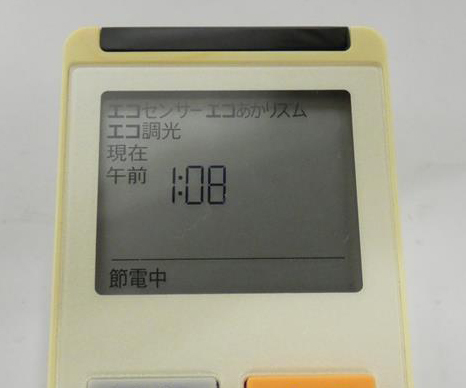 エコセンサーエコあかリズム
エコ調光
現在
午前 1:08
節電中